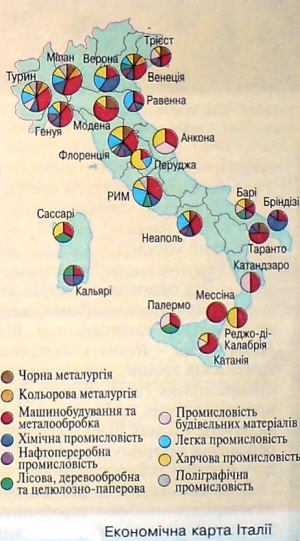 Трієст
Мілан Верона
Турин
Венеція
Равенна
Генуя
Модена
Анкона
Флоренція
Перуджа
РИМ
Барі
Бріндізі
Сассарі
Неаполь
Таранто
Катандзаро
Кальярі
Палермо
Мессіна
Реджо-ді-
Калабрія
Катанія
Чорна металургія
Кольорова металургія
Машинобудування та
металообробка
Хімічна промисловість
Нафтопереробна
промисловість
Лісова, деревообробна
та целюлозно-паперова
Промисловість
будівельних матеріалів
Легка промисловість
Харчова промисловість
Поліграфічна
промисловість
Економічна карта Італії